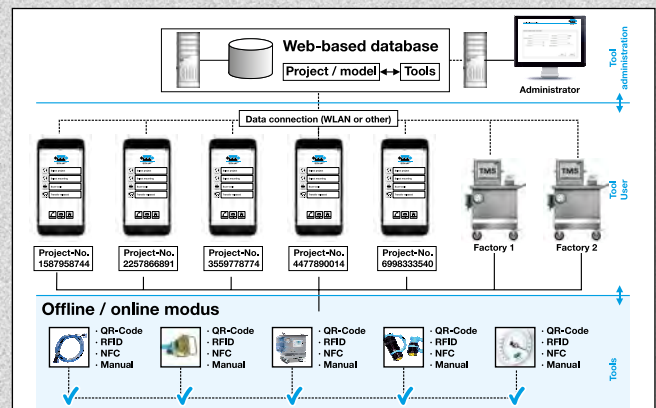 Web-based database
Project / model
Tools
Administrator
Tool
administration
Data connection (WLAN or other)
TMS
TMS
Tool
User
Project-No.
1587958744
Project-No.
2257866891
Project-No.
3559778774
Project-No.
4477890014
Project-No.
6998333540
Factory 1
Factory 2
Offline / online modus
· QR-Code
· RFID
· NFC
· Manual
· QR-Code
· RFID
· NFC
· Manual
· QR-Code
· RFID
· NFC
· Manual
· QR-Code
· RFID
· NFC
· Manual
· QR-Code
· RFID
· NFC
· Manual
Tools